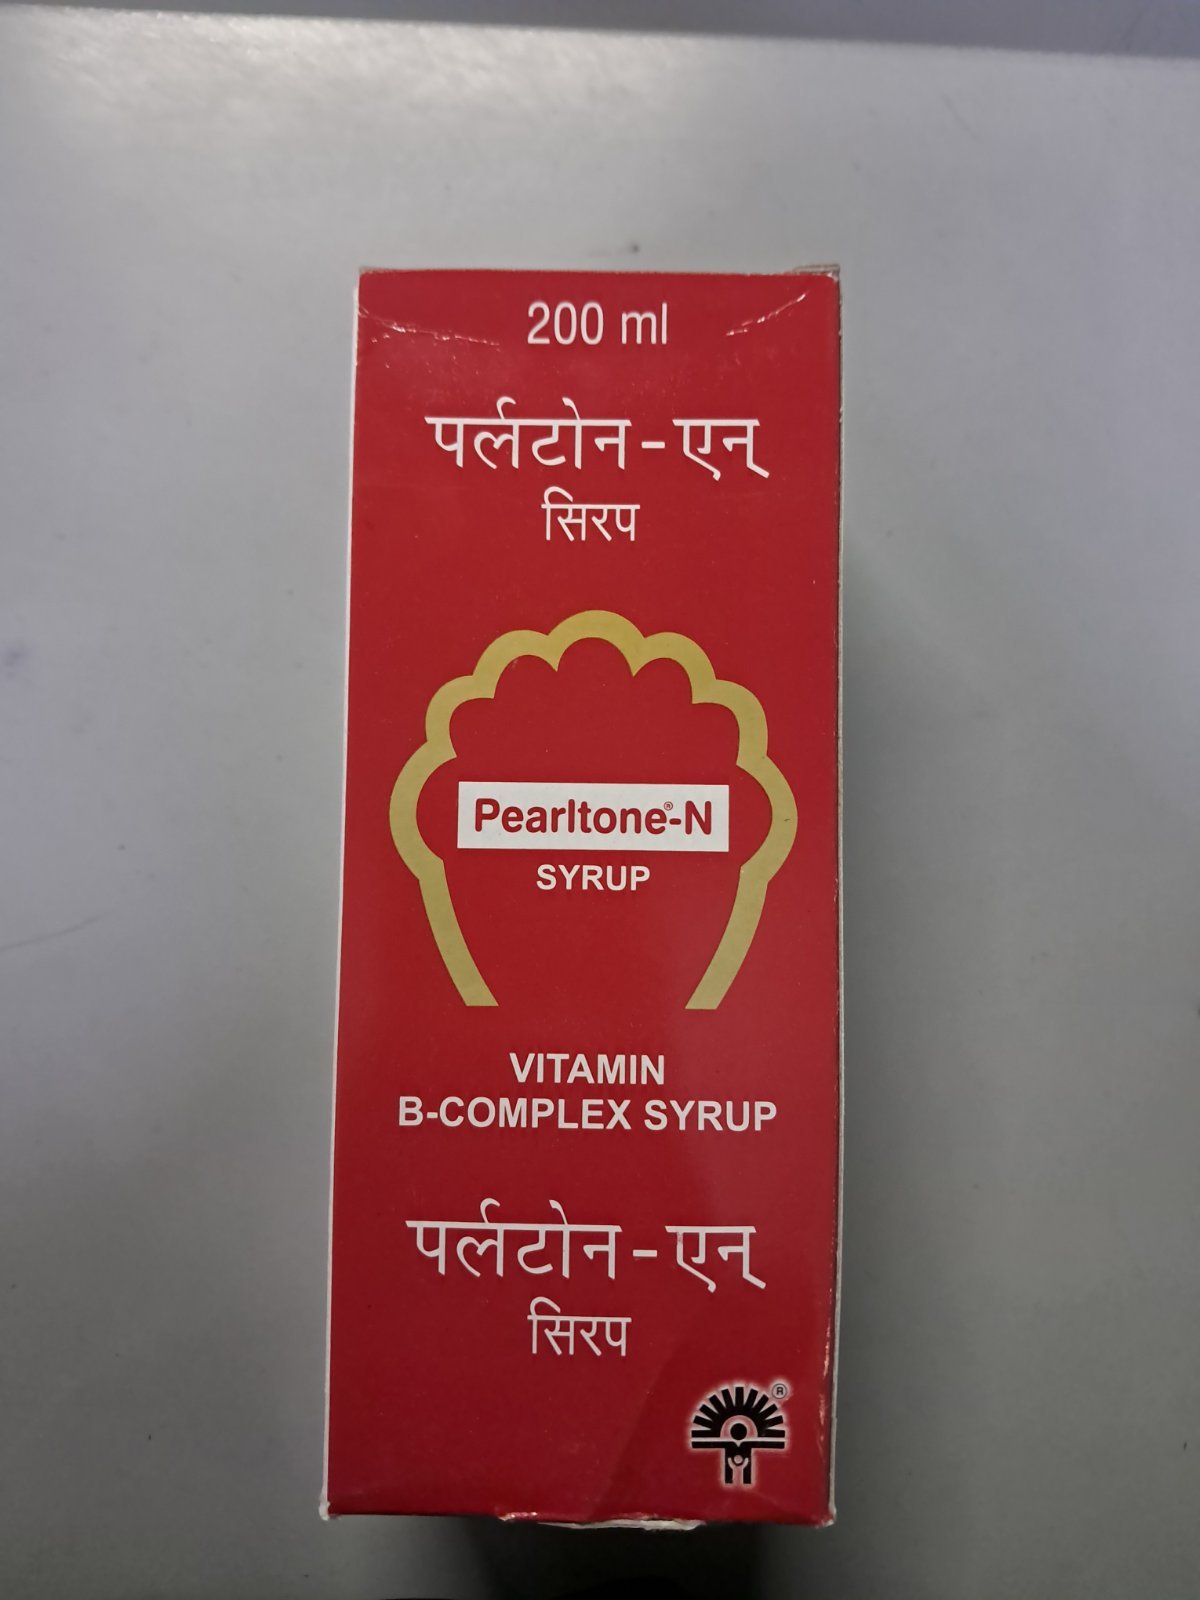 200 ml
पर्लटोन - एन्
सिरप
Pearltone®-N
SYRUP
VITAMIN
B-COMPLEX SYRUP
पर्लटोन - एन्
सिरप
®